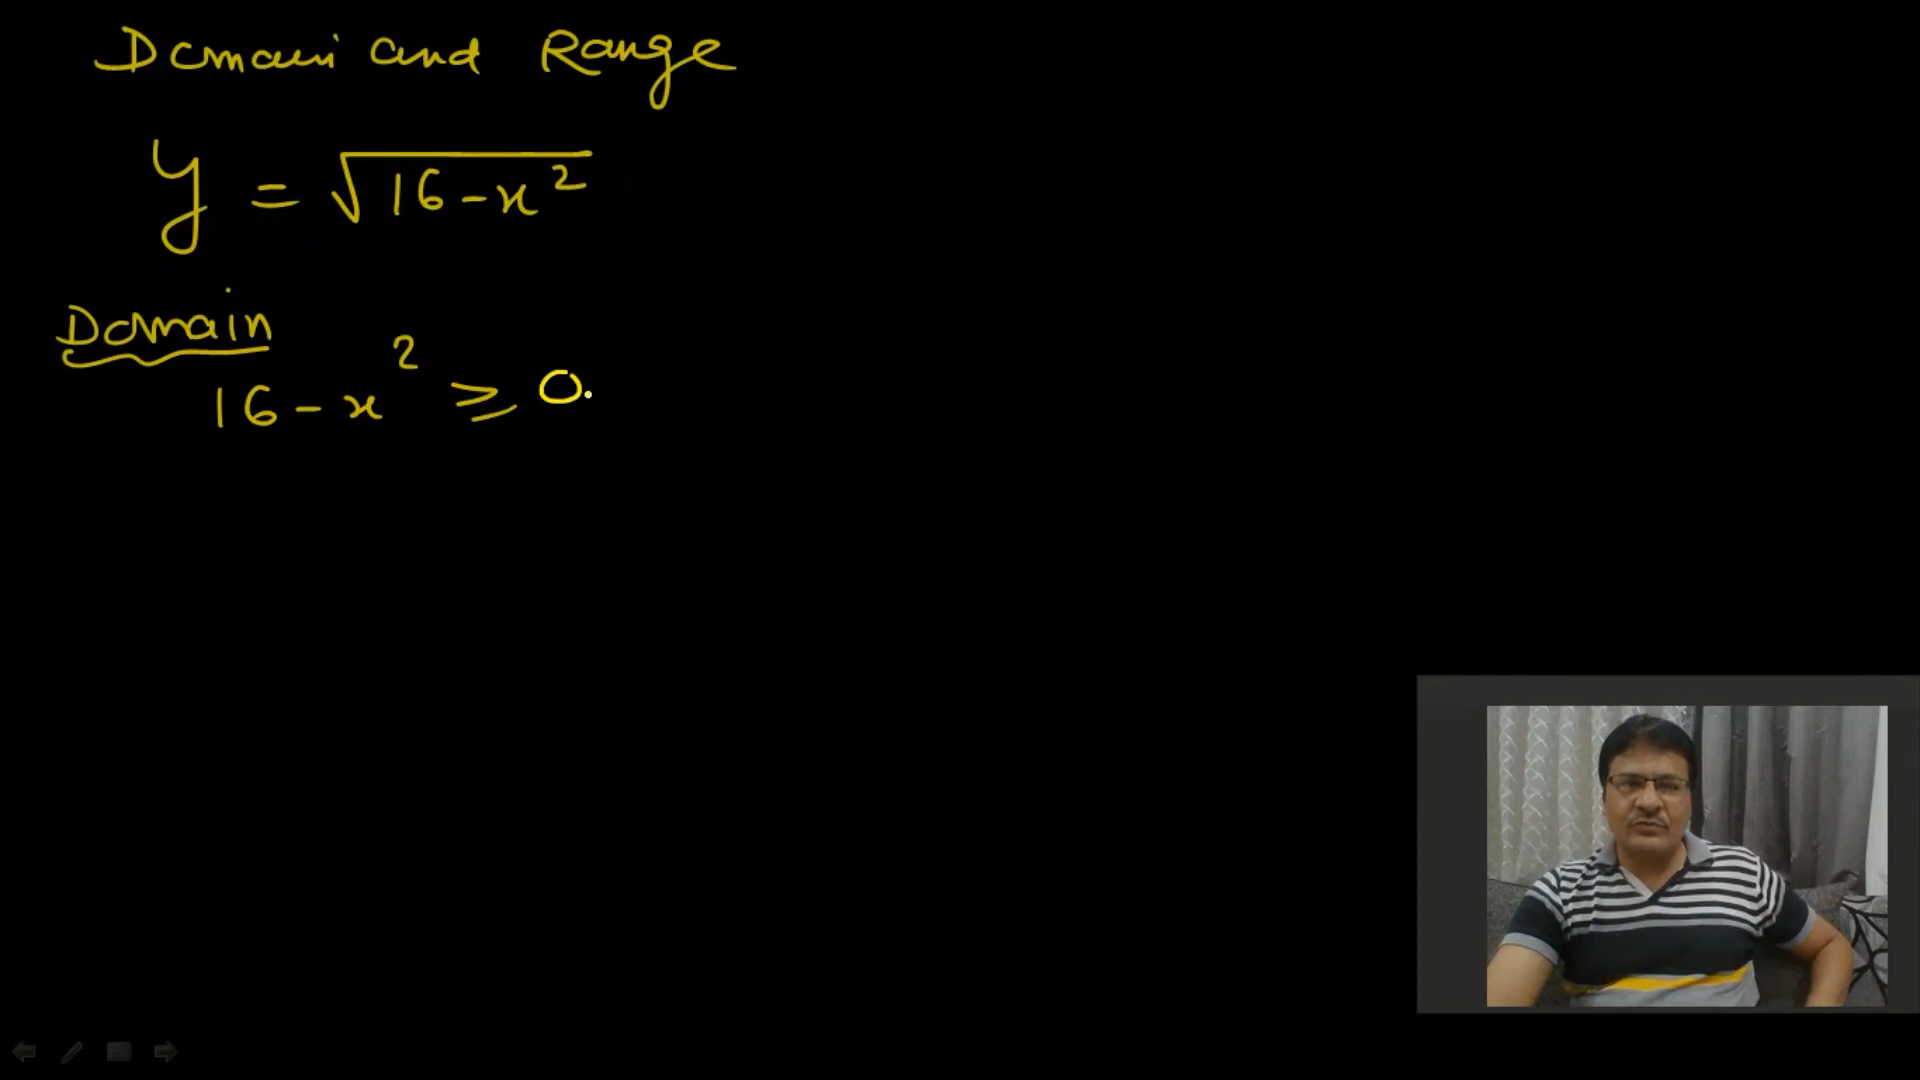 Domain and Range
y = √16-x²
Domain
16 - x² ≥ 0